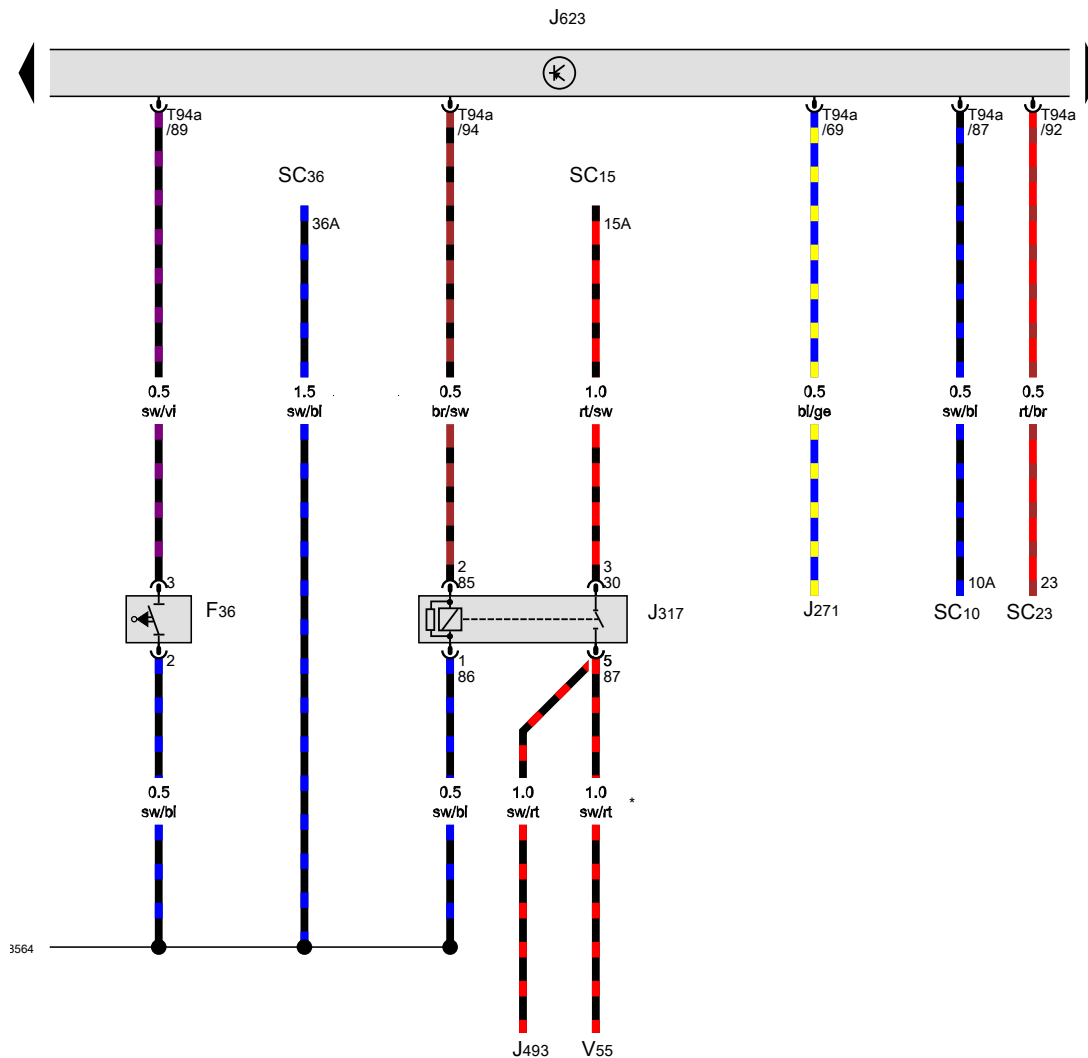 J623
T94a
/89
T94a
/94
T94a
/69
T94a
/87
T94a
/92
SC36
36A
SC15
15A
0.5
sw/vi
1.5
sw/bl
0.5
br/sw
1.0
rt/sw
0.5
bl/ge
0.5
sw/bl
0.5
rt/br
3
2
85
3
30
10A
23
F36
J317
J271
SC10
SC23
2
1
86
5
87
0.5
sw/bl
0.5
sw/bl
1.0
sw/rt
1.0
sw/rt
*
J493
V55